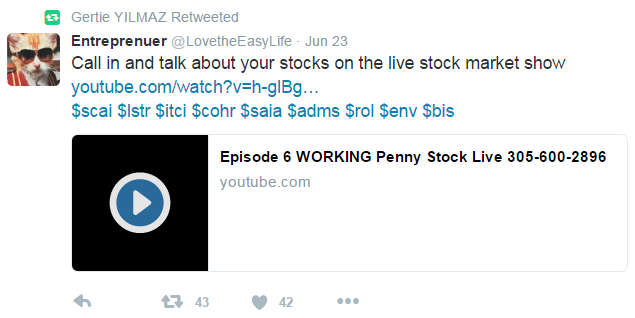 Gertie YILMAZ Retweeted
Entreprenuer @LovetheEasyLife · Jun 23
Call in and talk about your stocks on the live stock market show
youtube.com/watch?v=h-glBg…
$scai $lstr $itci $cohr $saia $adms $rol $env $bis
Episode 6 WORKING Penny Stock Live 305-600-2896
youtube.com
43 42